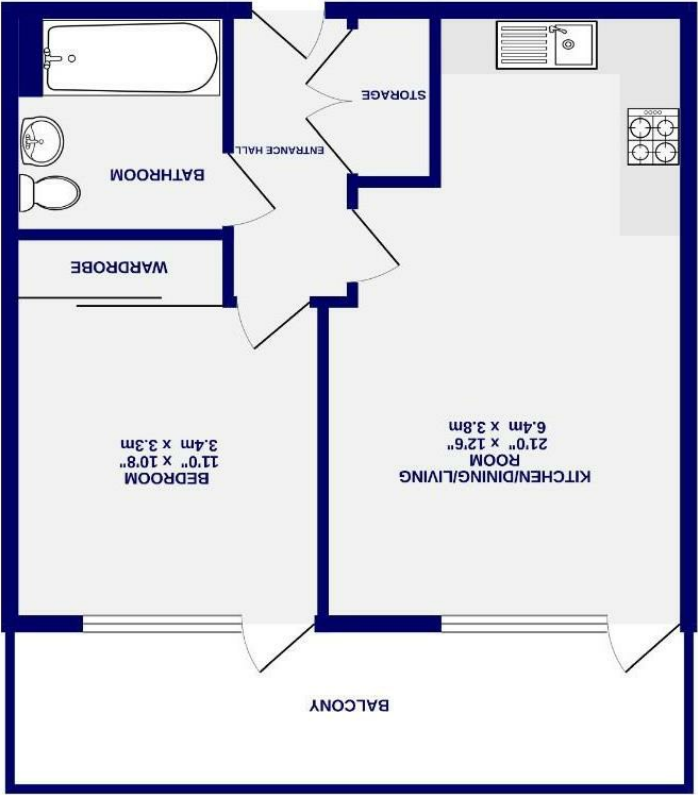 BALCONY
KITCHEN/DINING/LIVING
ROOM
21'0" x 12'6"
6.4m x 3.8m
BEDROOM
11'0" x 10'8"
3.4m x 3.3m
WARDROBE
BATHROOM
ENTRANCE HALL
STORAGE